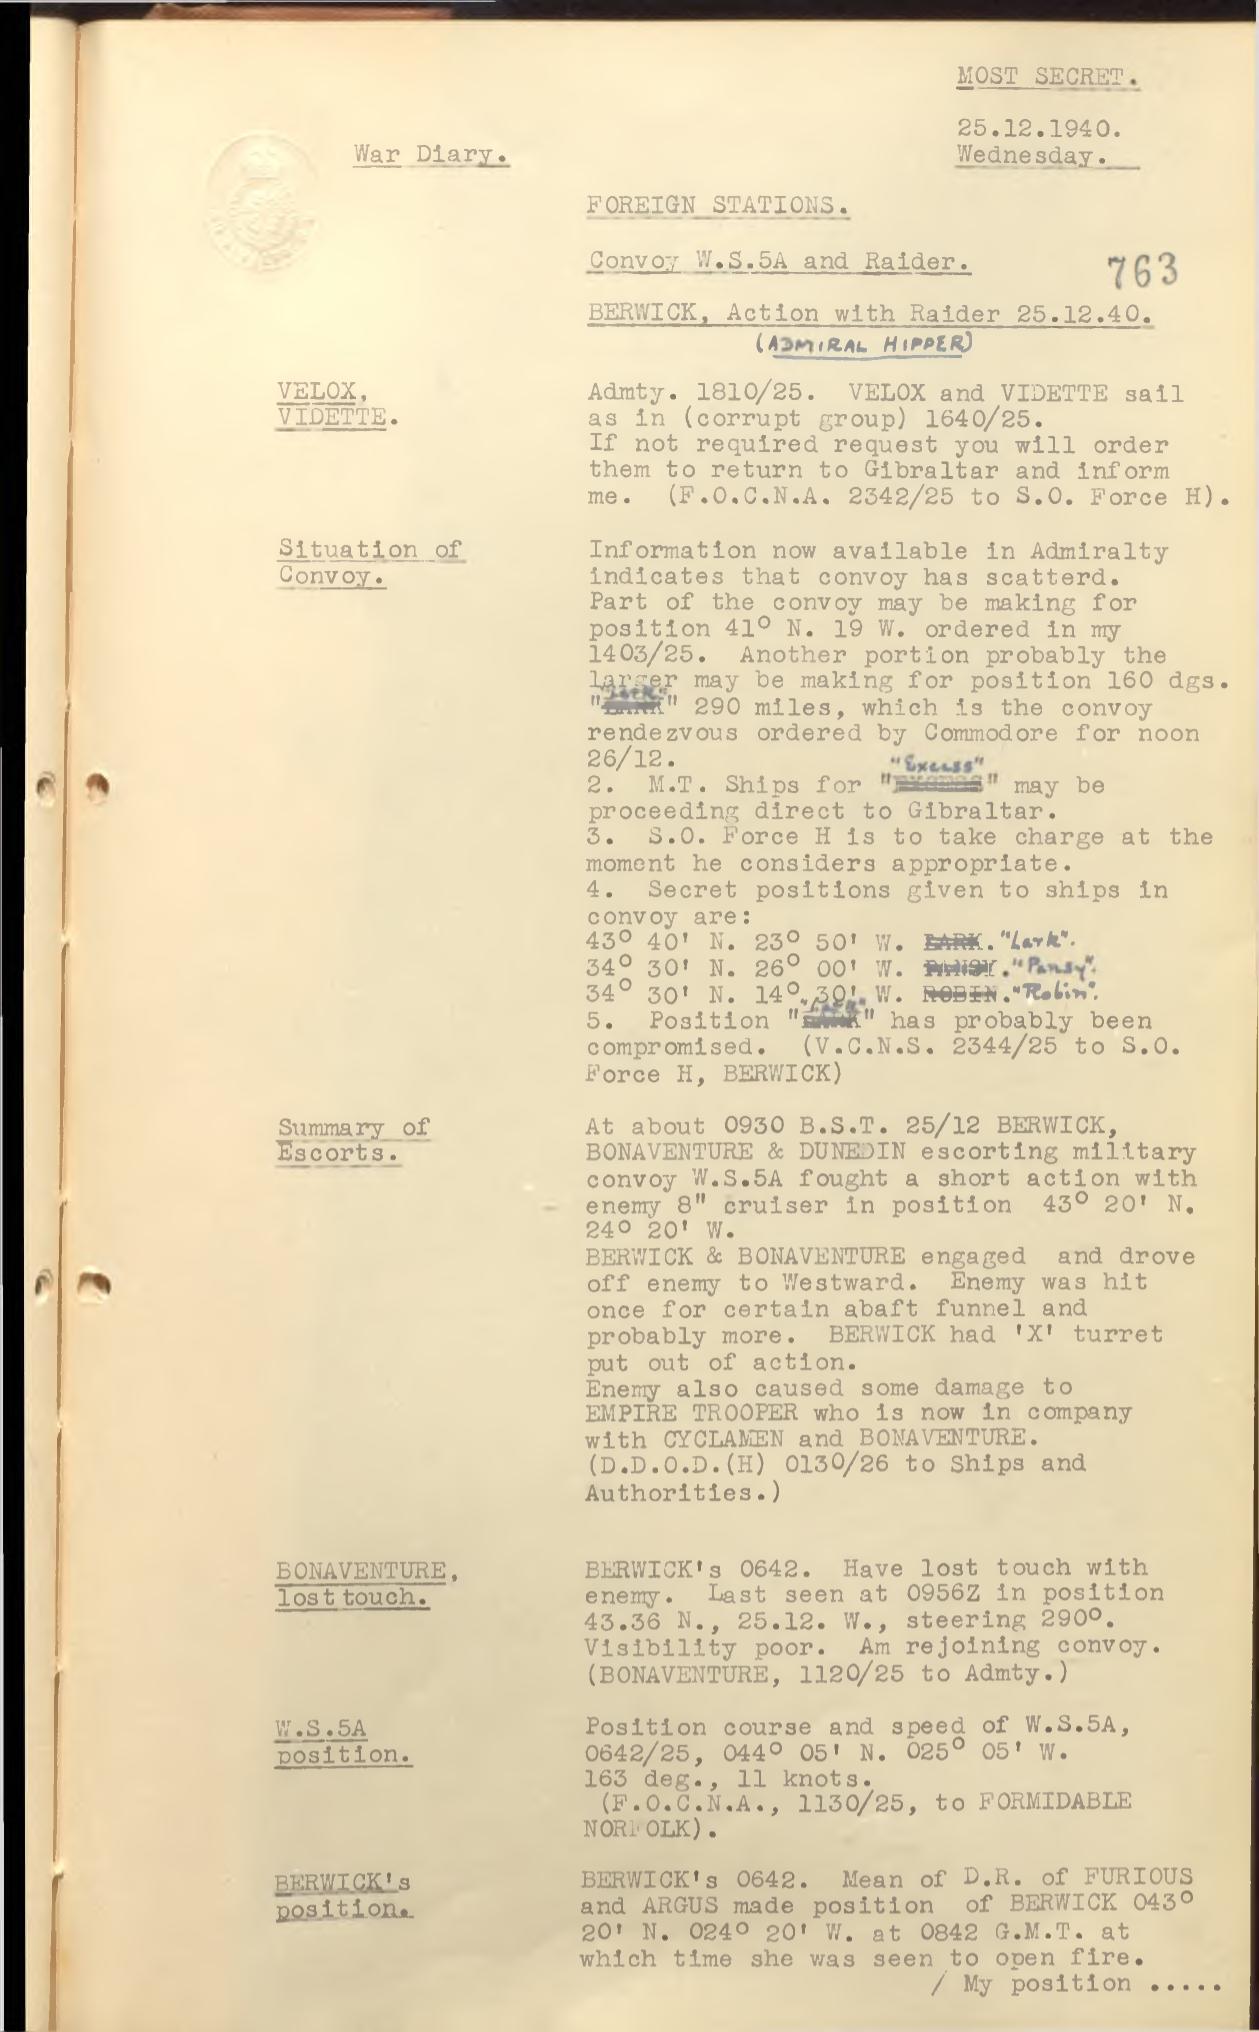 MOST SECRET.
25.12.1940.
War Diary.
Wednesday.
FOREIGN STATIONS.
Convoy W.S.5A and Raider.
763
BERWICK, Action with Raider 25.12.40.
(ADMIRAL HIPPER)
VELOX,
VIDETTE.
Admty. 1810/25. VELOX and VIDETTE sail
as in (corrupt group) 1640/25.
If not required request you will order
them to return to Gibraltar and inform
me. (F.O.C.N.A. 2342/25 to S.O. Force H).
Situation of
Convoy.
Information now available in Admiralty
indicates that convoy has scatterd.
Part of the convoy may be making for
position 41° N. 19 W. ordered in my
1403/25. Another portion probably the
larger may be making for position 160 dgs.
"Lark"
"LARK" 290 miles, which is the convoy
rendezvous ordered by Commodore for noon
26/12.
"Excess"
2. M.T. Ships for "EXCESS" may be
proceeding direct to Gibraltar.
3. S.O. Force H is to take charge at the
moment he considers appropriate.
4. Secret positions given to ships in
convoy are:
43° 40' N. 23° 50' W. LARK. "Lark".
34° 30' N. 26° 00' W. PANSY. "Pansy".
34° 30' N. 14° 30' W. ROBIN. "Robin".
"Lark"
5. Position "LARK" has probably been
compromised. (V.C.N.S. 2344/25 to S.O.
Force H, BERWICK)
Summary of
Escorts.
At about 0930 B.S.T. 25/12 BERWICK,
BONAVENTURE & DUNEDIN escorting military
convoy W.S.5A fought a short action with
enemy 8" cruiser in position 43° 20' N.
24° 20' W.
BERWICK & BONAVENTURE engaged and drove
off enemy to Westward. Enemy was hit
once for certain abaft funnel and
probably more. BERWICK had 'X' turret
put out of action.
Enemy also caused some damage to
EMPIRE TROOPER who is now in company
with CYCLAMEN and BONAVENTURE.
(D.D.O.D.(H) 0130/26 to Ships and
Authorities.)
BONAVENTURE,
lost touch.
BERWICK's 0642. Have lost touch with
enemy. Last seen at 0956Z in position
43.36 N., 25.12. W., steering 290°.
Visibility poor. Am rejoining convoy.
(BONAVENTURE, 1120/25 to Admty.)
W.S.5A
position.
Position course and speed of W.S.5A,
0642/25, 044° 05' N. 025° 05' W.
163 deg., 11 knots.
(F.O.C.N.A., 1130/25, to FORMIDABLE
NORFOLK).
BERWICK's
position.
BERWICK's 0642. Mean of D.R. of FURIOUS
and ARGUS made position of BERWICK 043°
20' N. 024° 20' W. at 0842 G.M.T. at
which time she was seen to open fire.
/ My position .....